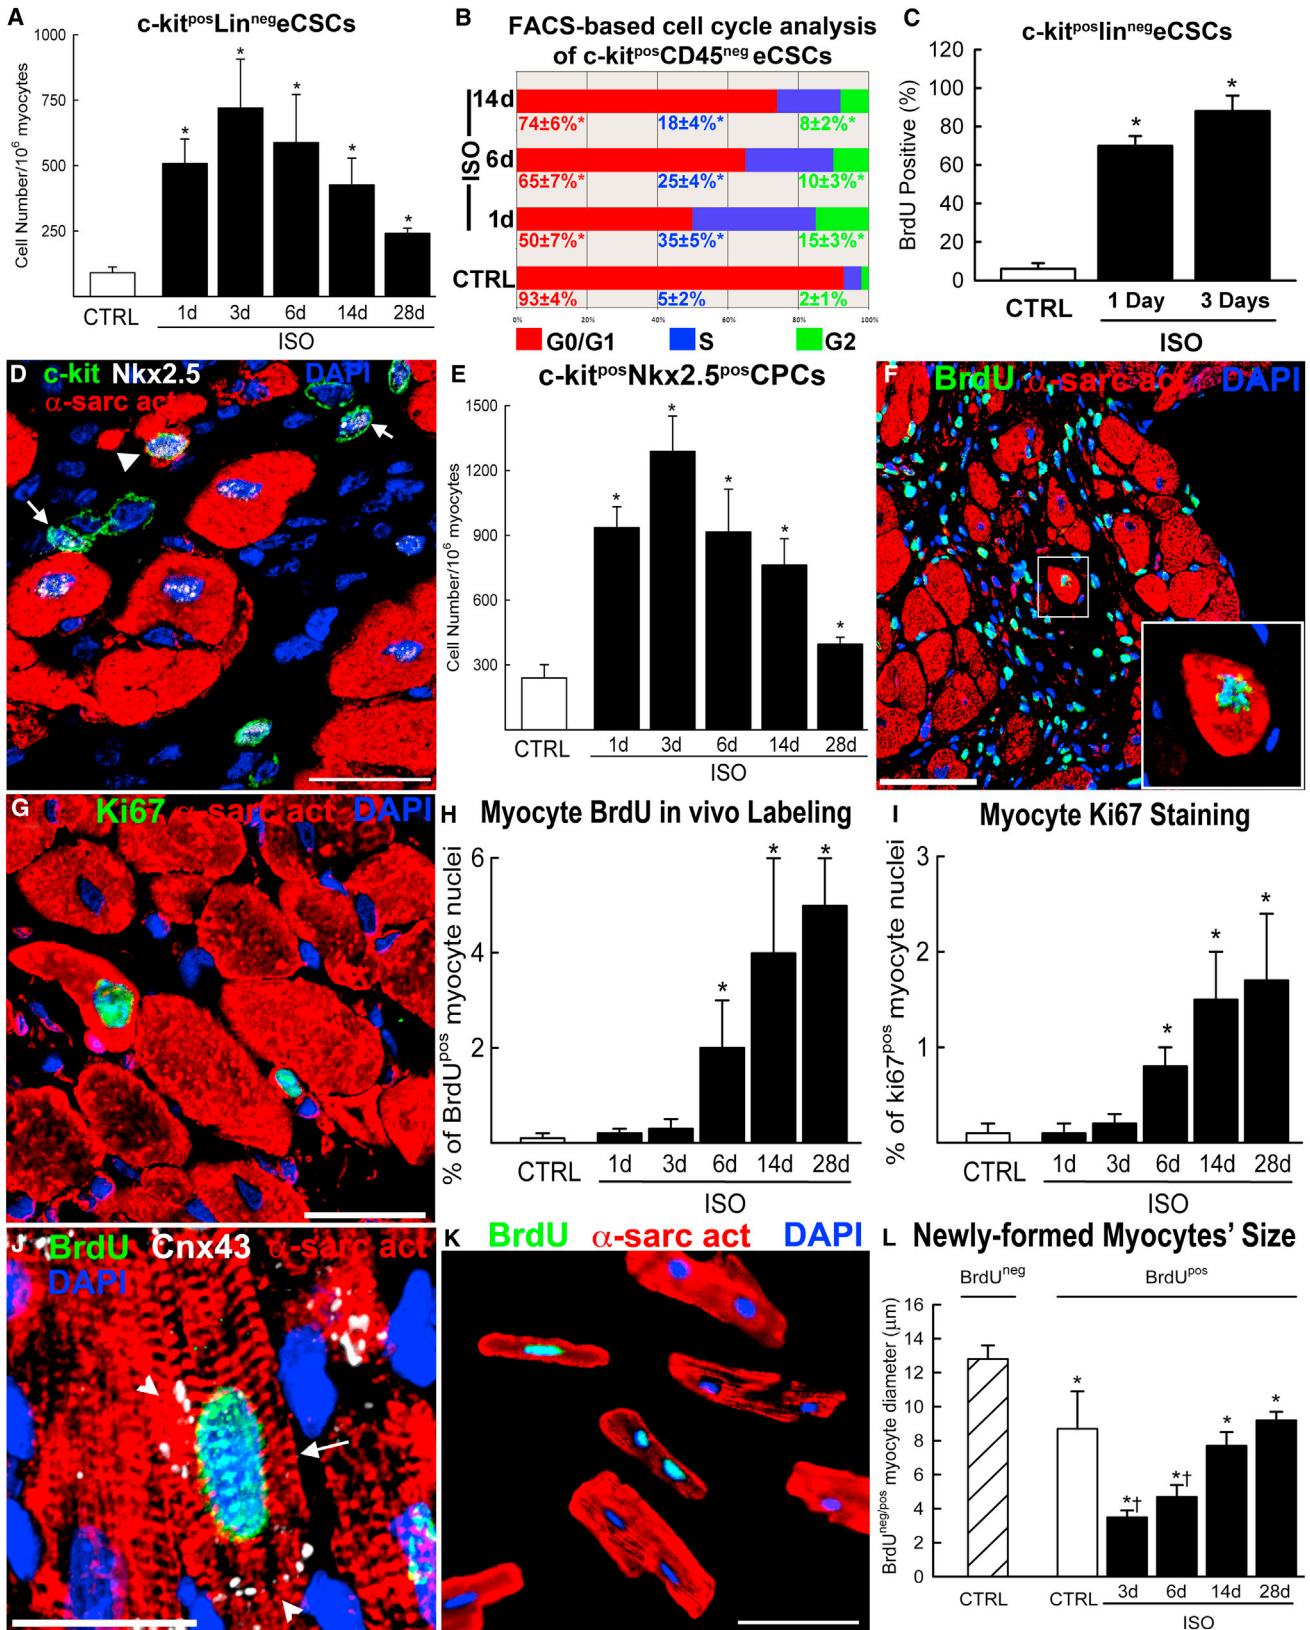 A
c-kitposLinnegeCSCs
Cell Number/10⁶ myocytes
1000
750
500
250
CTRL
1d 3d 6d 14d 28d
ISO
B
FACS-based cell cycle analysis
of c-kitposCD45neg eCSCs
ISO
14d
74±6%* 18±4%* 8±2%*
6d
65±7%* 25±4%* 10±3%*
1d
50±7%* 35±5%* 15±3%*
CTRL
93±4% 5±2% 2±1%
0% 20% 40% 60% 80% 100%
G0/G1 S G2
C
c-kitposlinnegeCSCs
BrdU Positive (%)
120
100
80
60
40
20
0
* *
CTRL 1 Day 3 Days
ISO
D c-kit Nkx2.5 DAPI
α-sarc act
E
c-kitposNkx2.5posCPCs
Cell Number/10⁶ myocytes
1500
1200
900
600
300
CTRL
1d 3d 6d 14d 28d
ISO
F BrdU α-sarc act DAPI
G Ki67 α-sarc act DAPI
H Myocyte BrdU in vivo Labeling
% of BrdUpos myocyte nuclei
6
4
2
CTRL 1d 3d 6d 14d 28d
ISO
I Myocyte Ki67 Staining
% of ki67pos myocyte nuclei
3
2
1
CTRL 1d 3d 6d 14d 28d
ISO
J BrdU Cnx43 α-sarc act
DAPI
K BrdU α-sarc act DAPI
L Newly-formed Myocytes' Size
BrdUneg BrdUpos
BrdUneg/pos myocyte diameter (μm)
16
14
12
10
8
6
4
2
0
* *† *† * *
CTRL CTRL 3d 6d 14d 28d
ISO